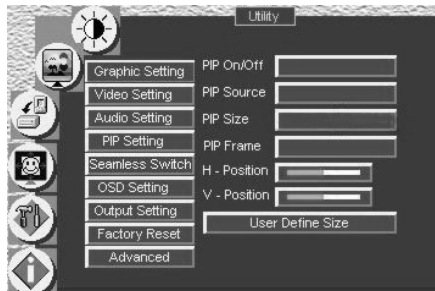 Utility
Graphic Setting
Video Setting
Audio Setting
PIP Setting
Seamless Switch
OSD Setting
Output Setting
Factory Reset
Advanced
PIP On/Off
PIP Source
PIP Size
PIP Frame
H - Position
V - Position
User Define Size